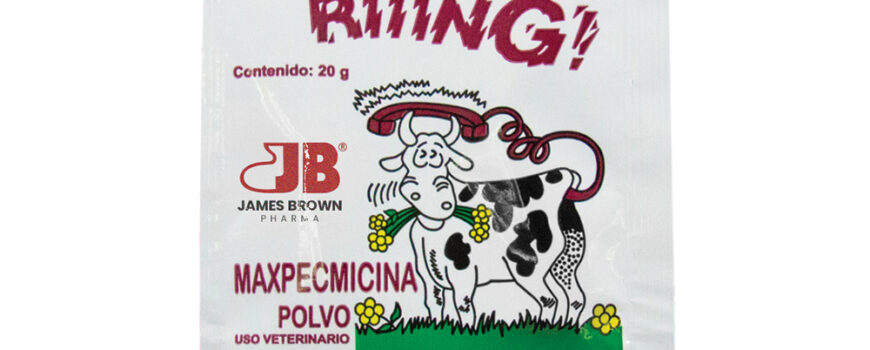 RIIING!
Contenido: 20 g
JB®
JAMES BROWN
PHARMA
MAXPECMICINA
POLVO
USO VETERINARIO